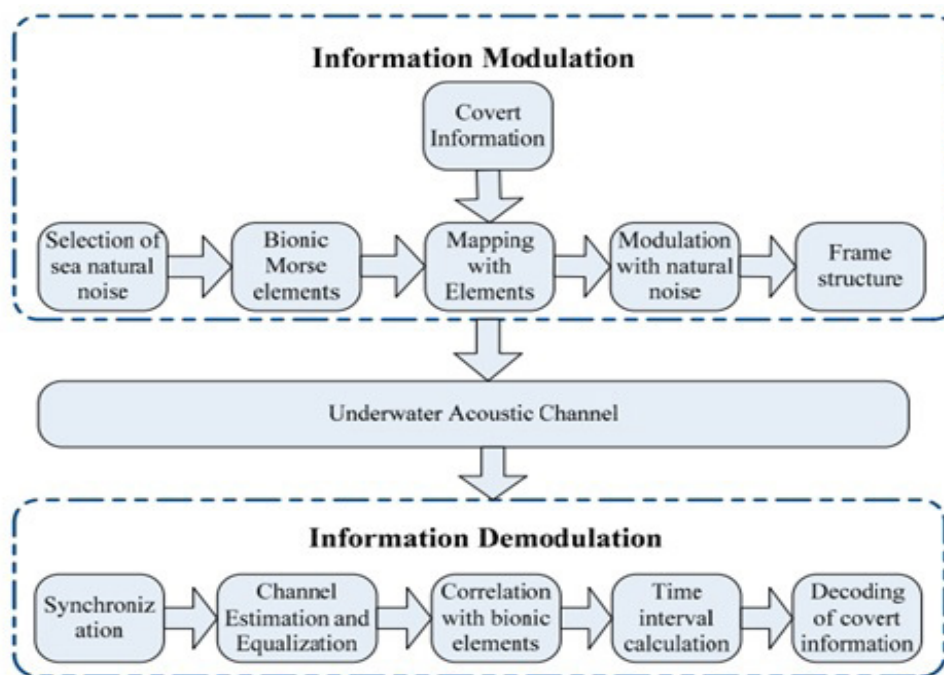 Information Modulation
Covert
Information
Selection of
sea natural
noise
Bionic
Morse
elements
Mapping
with
Elements
Modulation
with natural
noise
Frame
structure
Underwater Acoustic Channel
Information Demodulation
Synchroniz
ation
Channel
Estimation and
Equalization
Correlation
with bionic
elements
Time
interval
calculation
Decoding
of covert
information